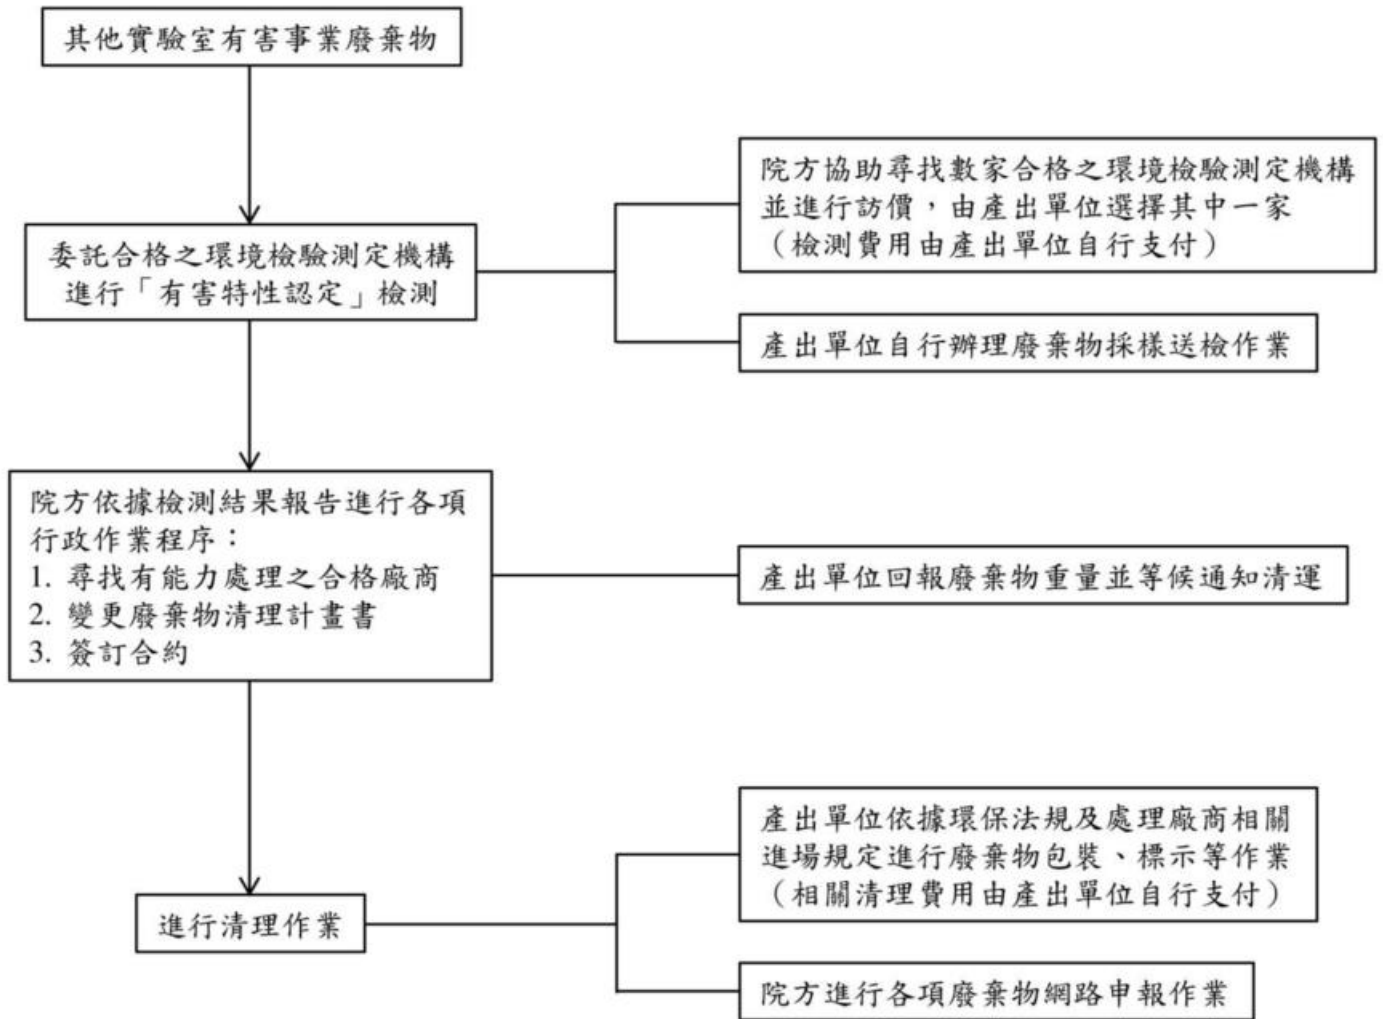 其他實驗室有害事業廢棄物
委託合格之環境檢驗測定機構
進行「有害特性認定」檢測
院方協助尋找數家合格之環境檢驗測定機構
並進行訪價，由產出單位選擇其中一家
（檢測費用由產出單位自行支付）
產出單位自行辦理廢棄物採樣送檢作業
院方依據檢測結果報告進行各項
行政作業程序：
1. 尋找有能力處理之合格廠商
2. 變更廢棄物清理計畫書
3. 簽訂合約
產出單位回報廢棄物重量並等候通知清運
進行清理作業
產出單位依據環保法規及處理廠商相關
進場規定進行廢棄物包裝、標示等作業
（相關清理費用由產出單位自行支付）
院方進行各項廢棄物網路申報作業